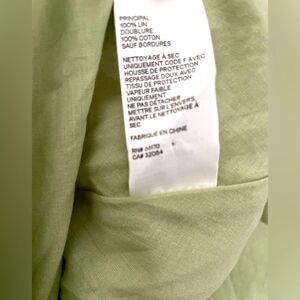 PRINCIPAL
100% LIN
DOUBLURE
100% COTON
SAUF BORDURES
NETTOYAGE À SEC
UNIQUEMENT CODE F AVEC
HOUSSE DE PROTECTION
REPASSAGE DOUX AVEC
TISSU DE PROTECTION
VAPEUR FAIBLE
UNIQUEMENT
NE PAS DÉTACHER
METTRE SUR L'ENVERS
AVANT LE NETTOYAGE À
SEC
FABRIQUÉ EN CHINE
RN#
CA# 32054